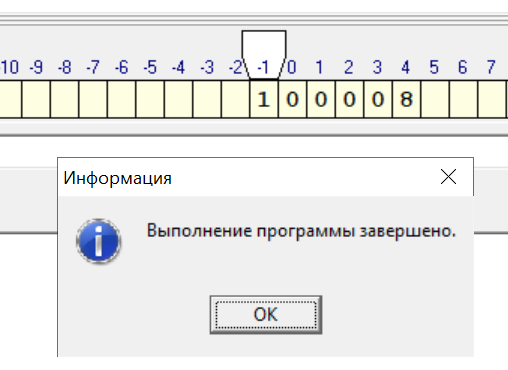 -10 -9 -8 -7 -6 -5 -4 -3 -2 -1 0 1 2 3 4 5 6 7
1 0 0 0 0 8
Информация
Выполнение программы завершено.
OK